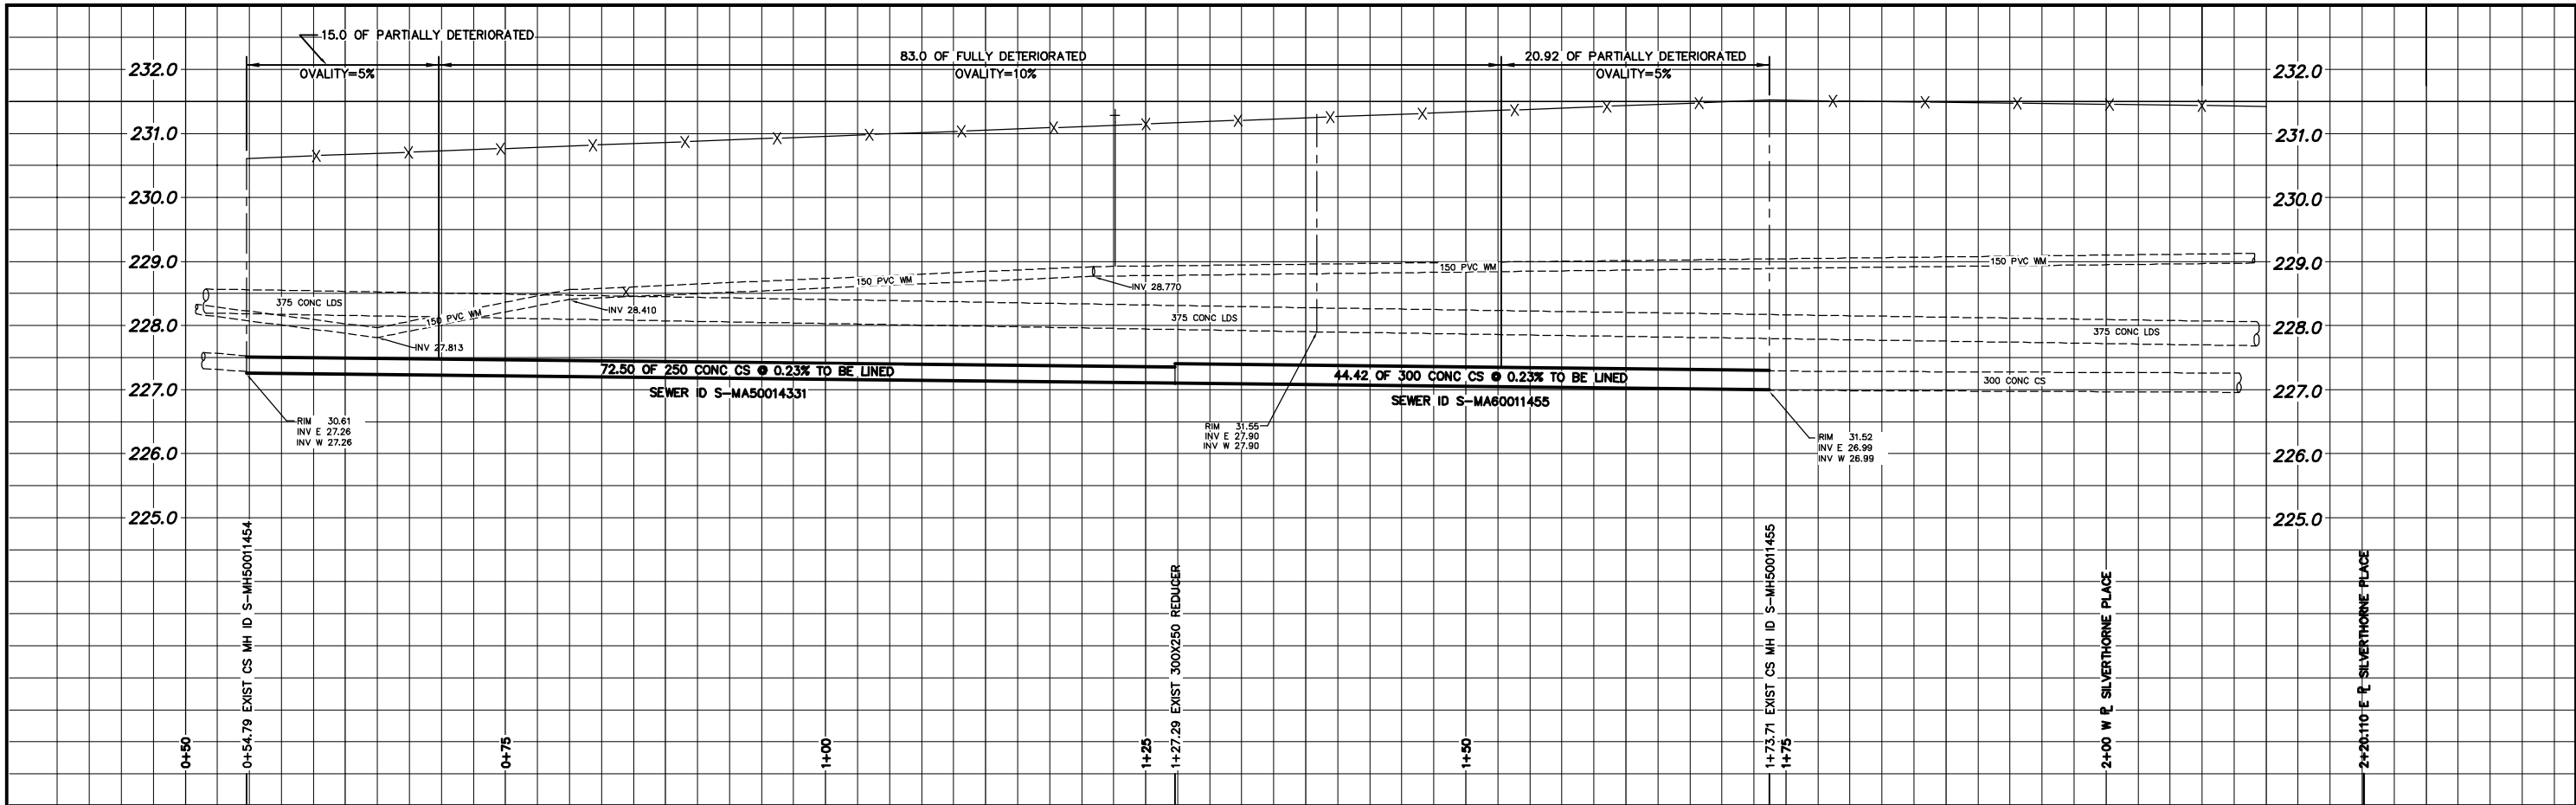 15.0 OF PARTIALLY DETERIORATED
OVALITY=5%
83.0 OF FULLY DETERIORATED
OVALITY=10%
20.92 OF PARTIALLY DETERIORATED
OVALITY=5%
232.0
232.0
231.0
231.0
230.0
230.0
229.0
229.0
228.0
228.0
227.0
227.0
226.0
226.0
225.0
225.0
375 CONC LDS
150 PVC WM
INV 27.813
INV 28.410
150 PVC WM
INV 28.770
375 CONC LDS
150 PVC WM
150 PVC WM
375 CONC LDS
300 CONC CS
72.50 OF 250 CONC CS @ 0.23% TO BE LINED
SEWER ID S-MA50014331
44.42 OF 300 CONC CS @ 0.23% TO BE LINED
SEWER ID S-MA60011455
RIM 30.61
INV E 27.26
INV W 27.26
RIM 31.55
INV E 27.90
INV W 27.90
RIM 31.52
INV E 26.99
INV W 26.99
0+50
0+54.79 EXIST CS MH ID S-MH50011454
0+75
1+00
1+25
1+27.29 EXIST 300X250 REDUCER
1+50
1+73.71 EXIST CS MH ID S-MH50011455
1+75
2+00 W PL SILVERTHORNE PLACE
2+20.110 E PL SILVERTHORNE PLACE